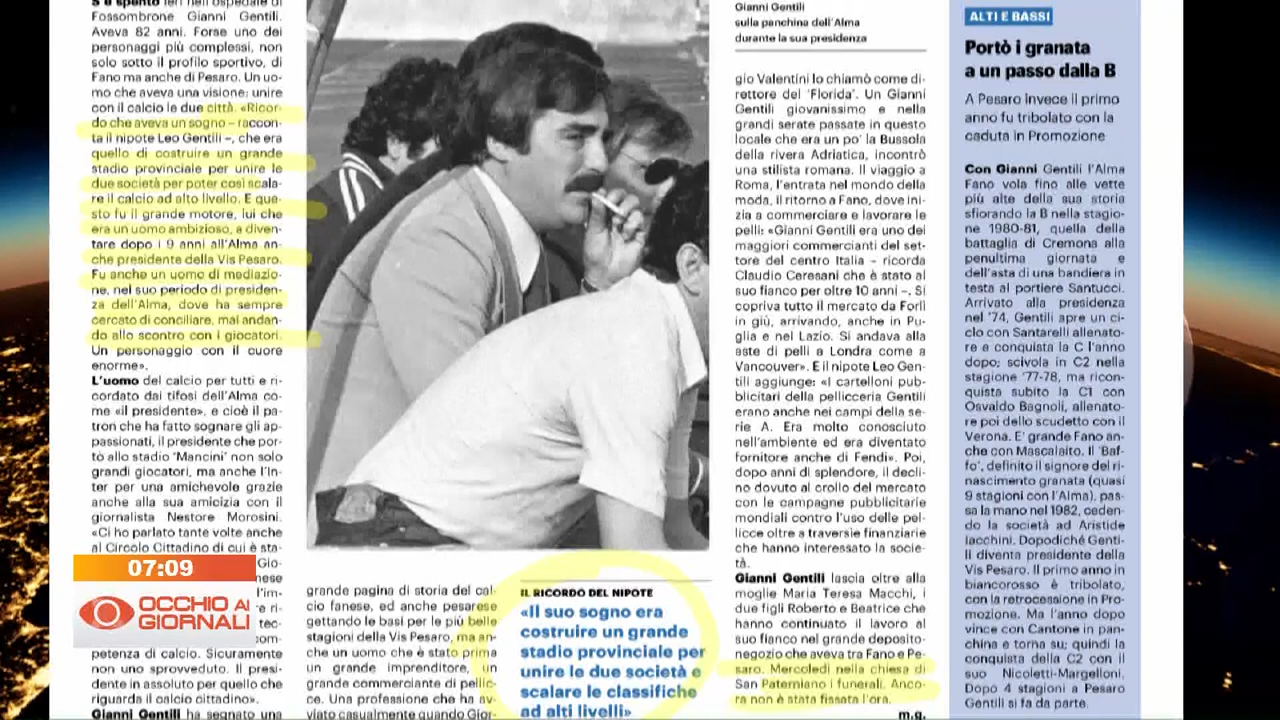 S'è spento ieri nell'ospedale di
Fossombrone Gianni Gentili.
Aveva 82 anni. Forse uno dei
personaggi più complessi, non
solo sotto il profilo sportivo, di
Fano ma anche di Pesaro. Un uo-
mo che aveva una visione: unire
con il calcio le due città. «Ricor-
do che aveva un sogno – raccon-
ta il nipote Leo Gentili –, che era
quello di costruire un grande
stadio provinciale per unire le
due società per poter così scala-
re il calcio ad alto livello. E que-
sto fu il grande motore, lui che
era un uomo ambizioso, a diven-
tare dopo i 9 anni all'Alma an-
che presidente della Vis Pesaro.
Fu anche un uomo di mediazio-
ne, nel suo periodo di presiden-
za dell'Alma, dove ha sempre
cercato di conciliare, mai andan-
do allo scontro con i giocatori.
Un personaggio con il cuore
enorme».
L'uomo del calcio per tutti e ri-
cordato dai tifosi dell'Alma co-
me «il presidente», e cioè il pa-
tron che ha fatto sognare gli ap-
passionati, il presidente che por-
tò allo stadio 'Mancini' non solo
grandi giocatori, ma anche l'In-
ter per una amichevole grazie
anche alla sua amicizia con il
giornalista Nestore Morosini.
«Ci ho parlato tante volte anche
al Circolo Cittadino di cui è sta-
Gio-
nese
l'im-
e ri-
tec-
com-
petenza di calcio. Sicuramente
non uno sprovveduto. Il presi-
dente in assoluto per quello che
riguarda il calcio cittadino».
Gianni Gentili ha segnato una
07:09
OCCHIO AI
GIORNALI
grande pagina di storia del cal-
cio fanese, ed anche pesarese
gettando le basi per le più belle
stagioni della Vis Pesaro, ma an-
che un uomo che è stato prima
un grande imprenditore, un
grande commerciante di pellic-
ce. Una professione che ha av-
viato casualmente quando Gior-
IL RICORDO DEL NIPOTE
«Il suo sogno era
costruire un grande
stadio provinciale per
unire le due società e
scalare le classifiche
ad alti livelli»
Gianni Gentili
sulla panchina dell'Alma
durante la sua presidenza
gio Valentini lo chiamò come di-
rettore del 'Florida'. Un Gianni
Gentili giovanissimo e nella
grandi serate passate in questo
locale che era un po' la Bussola
della rivera Adriatica, incontrò
una stilista romana. Il viaggio a
Roma, l'entrata nel mondo della
moda, il ritorno a Fano, dove ini-
zia a commerciare e lavorare le
pelli: «Gianni Gentili era uno dei
maggiori commercianti del set-
tore del centro Italia – ricorda
Claudio Ceresani che è stato al
suo fianco per oltre 10 anni –. Si
copriva tutto il mercato da Forlì
in giù, arrivando, anche in Pu-
glia e nel Lazio. Si andava alla
aste di pelli a Londra come a
Vancouver». E il nipote Leo Gen-
tili aggiunge: «I cartelloni pub-
blicitari della pellicceria Gentili
erano anche nei campi della se-
rie A. Era molto conosciuto
nell'ambiente ed era diventato
fornitore anche di Fendi». Poi,
dopo anni di splendore, il decli-
no dovuto al crollo del mercato
con le campagne pubblicitarie
mondiali contro l'uso delle pel-
licce oltre a traversie finanziarie
che hanno interessato la socie-
tà.
Gianni Gentili lascia oltre alla
moglie Maria Teresa Macchi, i
due figli Roberto e Beatrice che
hanno continuato il lavoro al
suo fianco nel grande deposito-
negozio che aveva tra Fano e Pe-
saro. Mercoledì nella chiesa di
San Paterniano i funerali. Anco-
ra non è stata fissata l'ora.
m.g.
ALTI E BASSI
Portò i granata
a un passo dalla B
A Pesaro invece il primo
anno fu tribolato con la
caduta in Promozione
Con Gianni Gentili l'Alma
Fano vola fino alle vette
più alte della sua storia
sfiorando la B nella stagio-
ne 1980-81, quella della
battaglia di Cremona alla
penultima giornata e
dell'asta di una bandiera in
testa al portiere Santucci.
Arrivato alla presidenza
nel '74, Gentili apre un ci-
clo con Santarelli allenato-
re e conquista la C l'anno
dopo; scivola in C2 nella
stagione '77-78, ma ricon-
quista subito la C1 con
Osvaldo Bagnoli, allenato-
re poi dello scudetto con il
Verona. E' grande Fano an-
che con Mascalaito. Il 'Baf-
fo', definito il signore del ri-
nascimento granata (quasi
9 stagioni con l'Alma), pas-
sa la mano nel 1982, ceden-
do la società ad Aristide
Iacchini. Dopodiché Genti-
li diventa presidente della
Vis Pesaro. Il primo anno in
biancorosso è tribolato,
con la retrocessione in Pro-
mozione. Ma l'anno dopo
vince con Cantone in pan-
china e torna su; quindi la
conquista della C2 con il
suo Nicoletti-Margelloni.
Dopo 4 stagioni a Pesaro
Gentili si fa da parte.